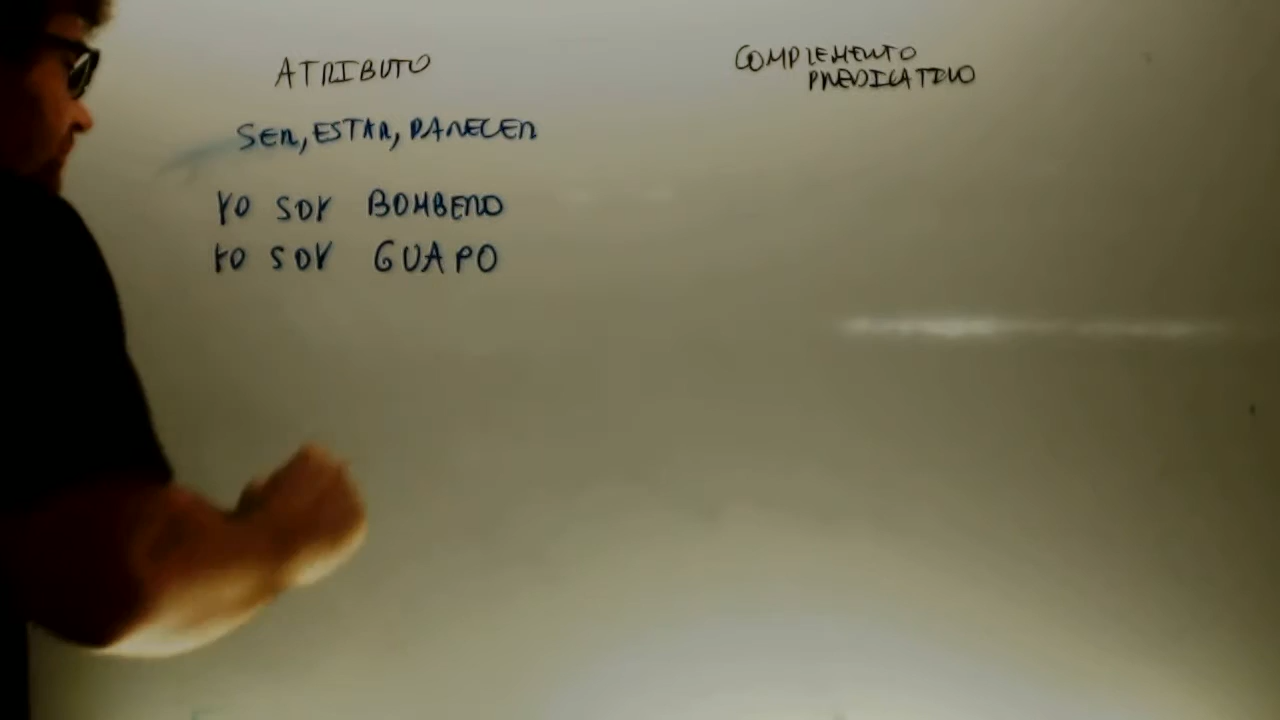 ATRIBUTO
SER, ESTAR, PARECER
YO SOY BOMBERO
YO SOY GUAPO
COMPLEMENTO
PREDICATIVO